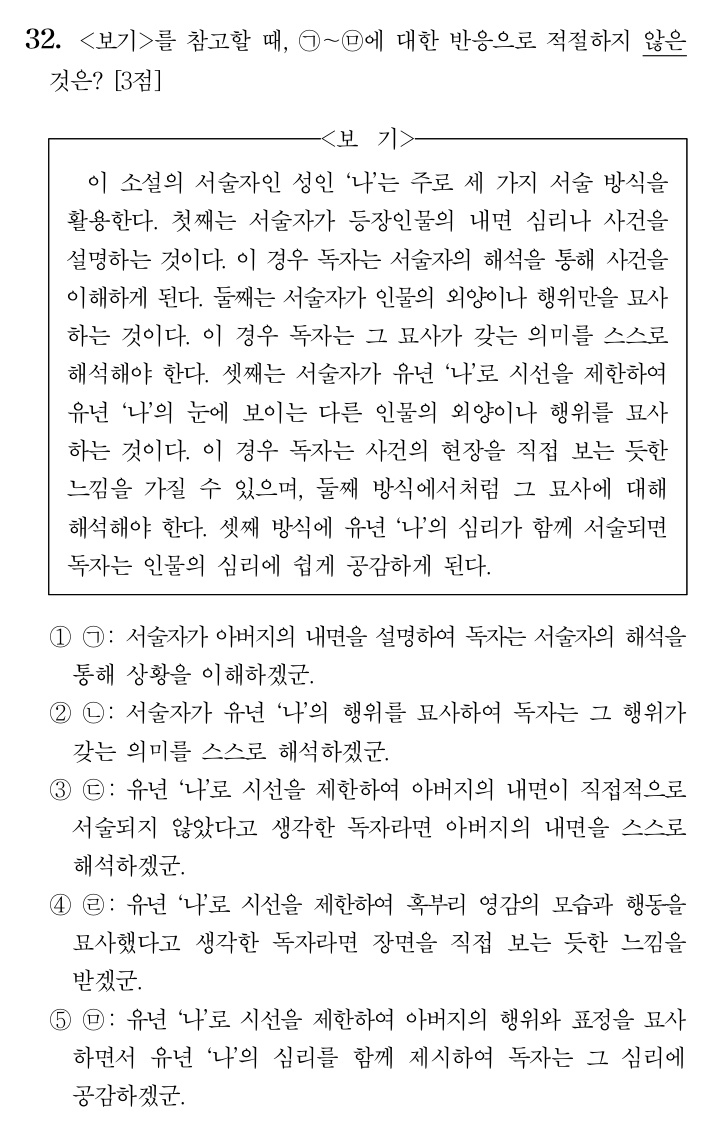 32. <보기>를 참고할 때, ㉠~㉤에 대한 반응으로 적절하지 않은
것은? [3점]
<보 기>
이 소설의 서술자인 성인 ‘나’는 주로 세 가지 서술 방식을
활용한다. 첫째는 서술자가 등장인물의 내면 심리나 사건을
설명하는 것이다. 이 경우 독자는 서술자의 해석을 통해 사건을
이해하게 된다. 둘째는 서술자가 인물의 외양이나 행위만을 묘사
하는 것이다. 이 경우 독자는 그 묘사가 갖는 의미를 스스로
해석해야 한다. 셋째는 서술자가 유년 ‘나’로 시선을 제한하여
유년 ‘나’의 눈에 보이는 다른 인물의 외양이나 행위를 묘사
하는 것이다. 이 경우 독자는 사건의 현장을 직접 보는 듯한
느낌을 가질 수 있으며, 둘째 방식에서처럼 그 묘사에 대해
해석해야 한다. 셋째 방식에 유년 ‘나’의 심리가 함께 서술되면
독자는 인물의 심리에 쉽게 공감하게 된다.
① ㉠: 서술자가 아버지의 내면을 설명하여 독자는 서술자의 해석을
통해 상황을 이해하겠군.
② ㉡: 서술자가 유년 ‘나’의 행위를 묘사하여 독자는 그 행위가
갖는 의미를 스스로 해석하겠군.
③ ㉢: 유년 ‘나’로 시선을 제한하여 아버지의 내면이 직접적으로
서술되지 않았다고 생각한 독자라면 아버지의 내면을 스스로
해석하겠군.
④ ㉣: 유년 ‘나’로 시선을 제한하여 혹부리 영감의 모습과 행동을
묘사했다고 생각한 독자라면 장면을 직접 보는 듯한 느낌을
받겠군.
⑤ ㉤: 유년 ‘나’로 시선을 제한하여 아버지의 행위와 표정을 묘사
하면서 유년 ‘나’의 심리를 함께 제시하여 독자는 그 심리에
공감하겠군.